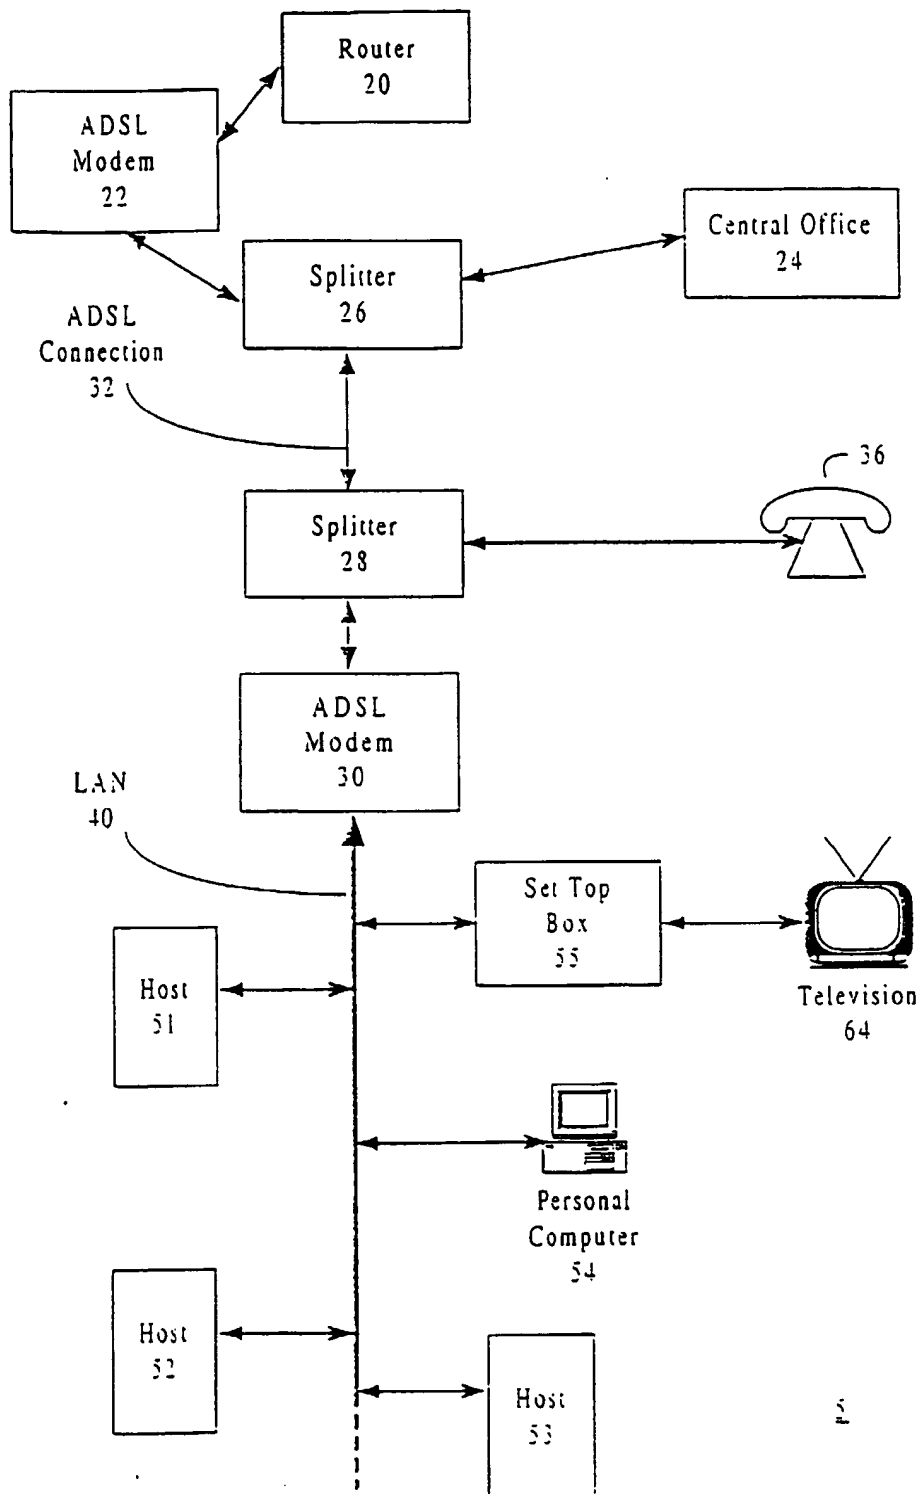 Router
20
ADSL
Modem
22
Central Office
24
Splitter
26
ADSL
Connection
32
36
Splitter
28
ADSL
Modem
30
LAN
40
Set Top
Box
55
Host
51
Television
64
Personal
Computer
54
Host
52
Host
53
5